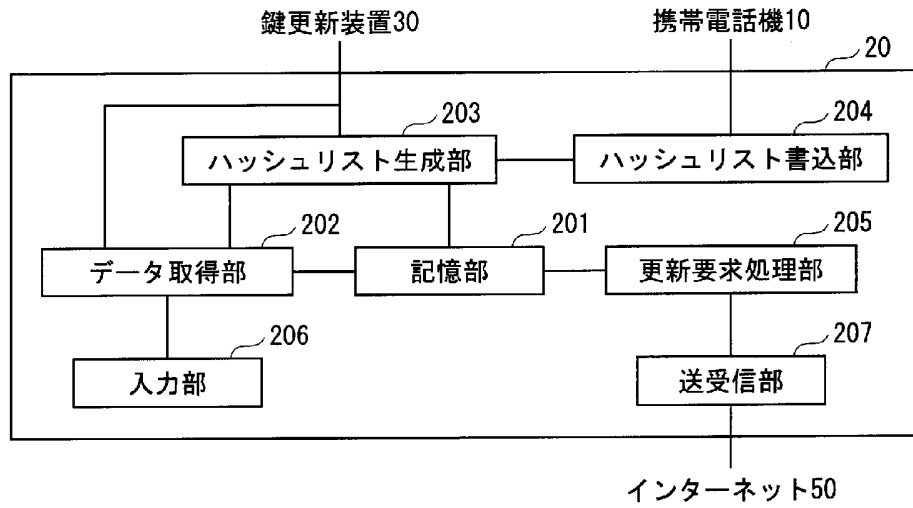 鍵更新装置30
携帯電話機10
20
203
204
ハッシュリスト生成部
ハッシュリスト書込部
202
201
205
データ取得部
記憶部
更新要求処理部
206
207
入力部
送受信部
インターネット50